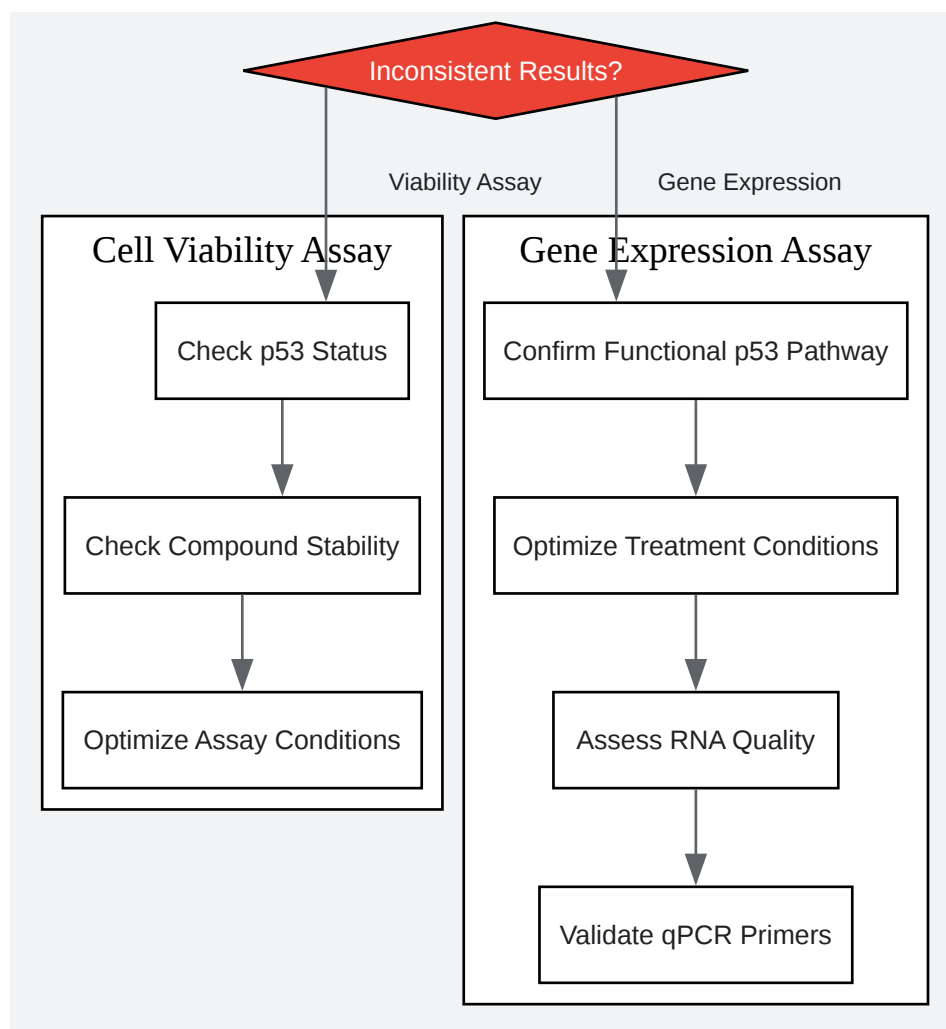 Inconsistent Results?
Viability Assay
Gene Expression
Cell Viability Assay
Check p53 Status
Check Compound Stability
Optimize Assay Conditions
Gene Expression Assay
Confirm Functional p53 Pathway
Optimize Treatment Conditions
Assess RNA Quality
Validate qPCR Primers